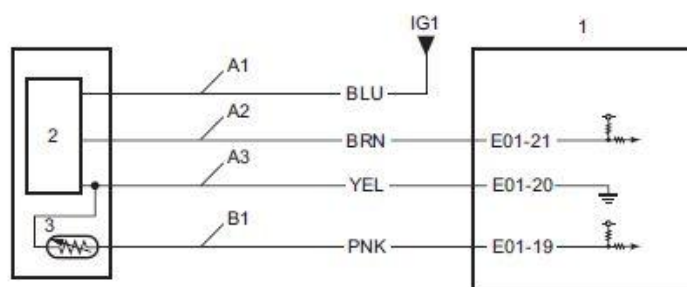 IG1
1
A1
BLU
A2
2
BRN
E01-21
A3
YEL
E01-20
3
B1
PNK
E01-19